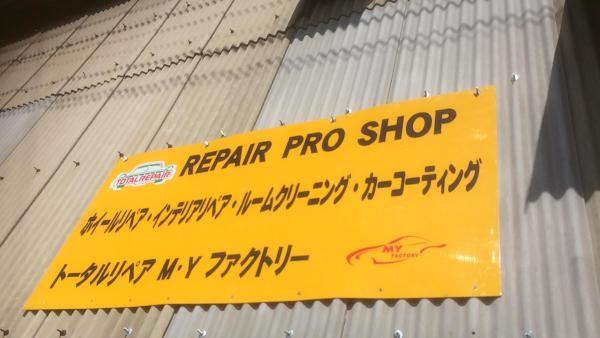 TOTALREPAIR
REPAIR PRO SHOP
ホイールリペア・インテリアリペア・ルームクリーニング・カーコーティング
トータルリペア M・Y ファクトリー
MY
FACTORY